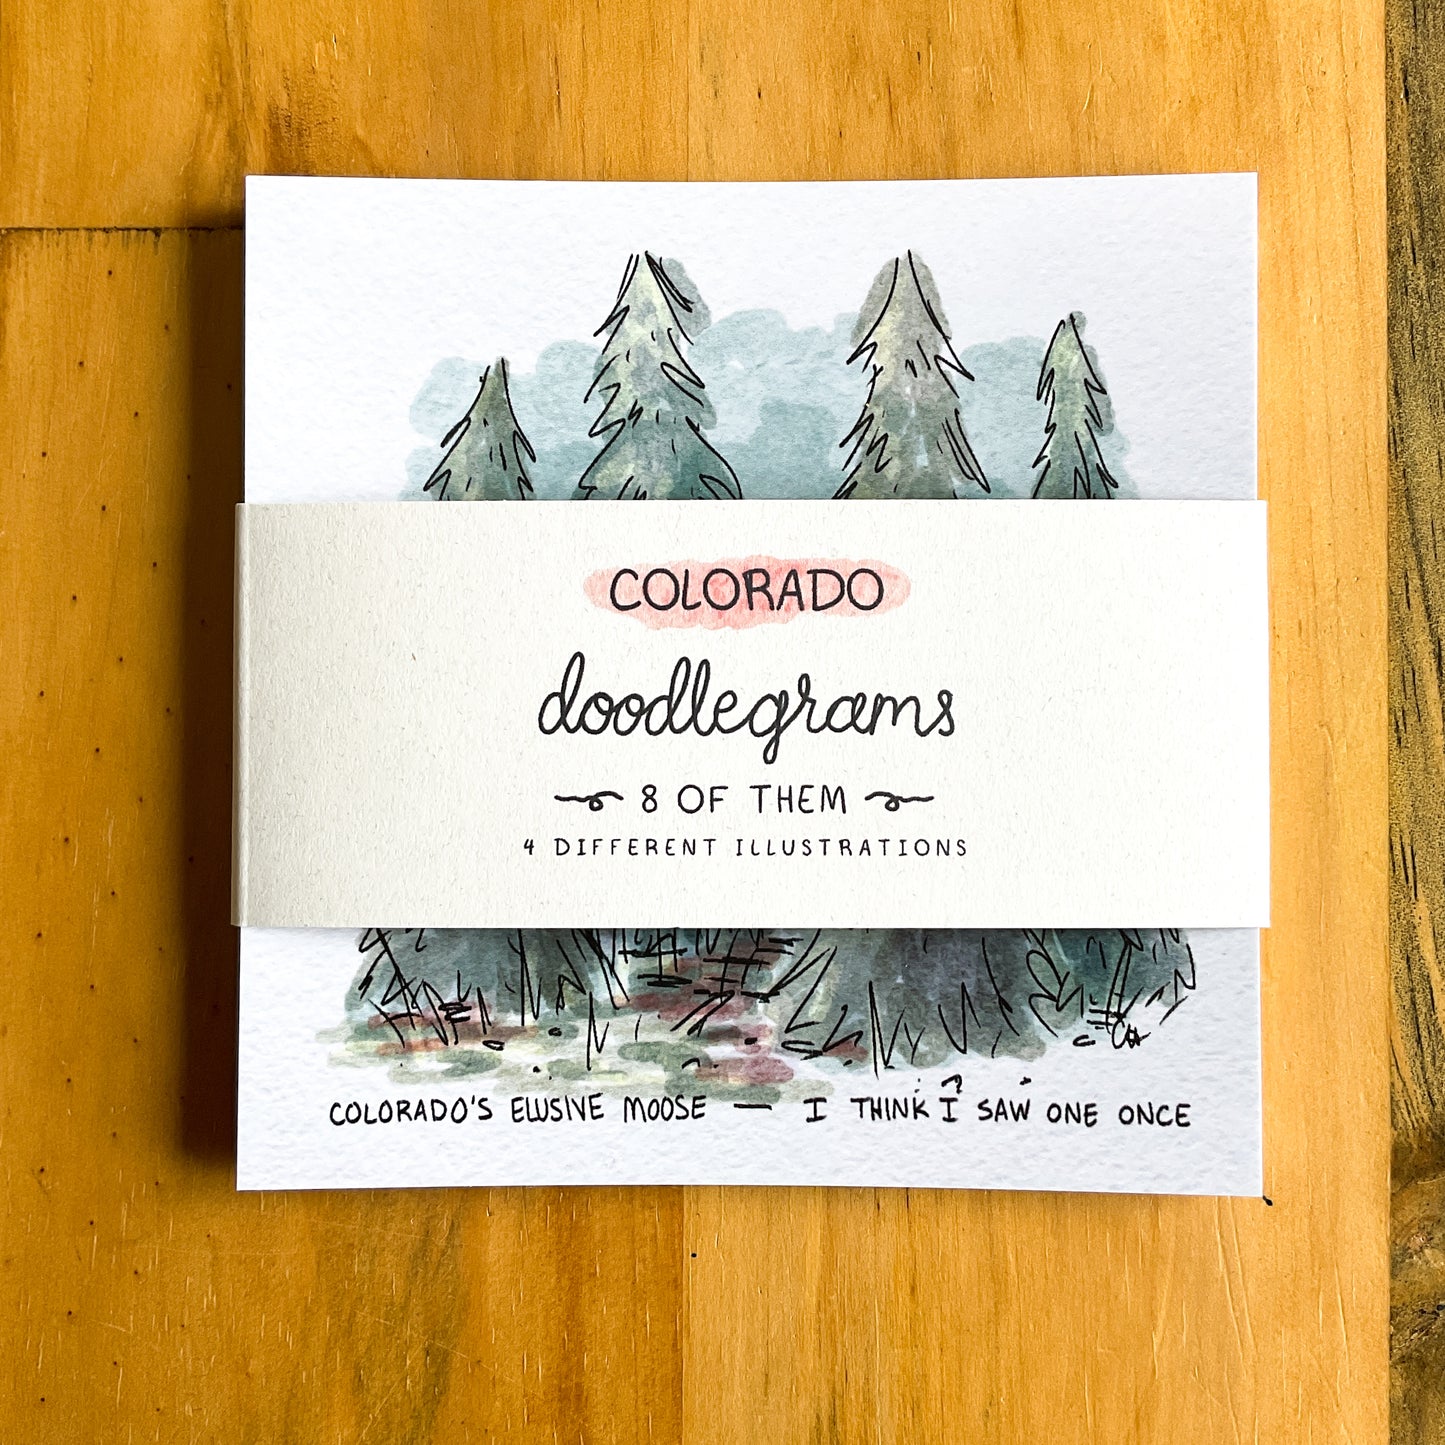 COLORADO
doodlegrams
8 OF THEM
4 DIFFERENT ILLUSTRATIONS
COLORADO'S ELUSIVE MOOSE — I THINK I SAW ONE ONCE